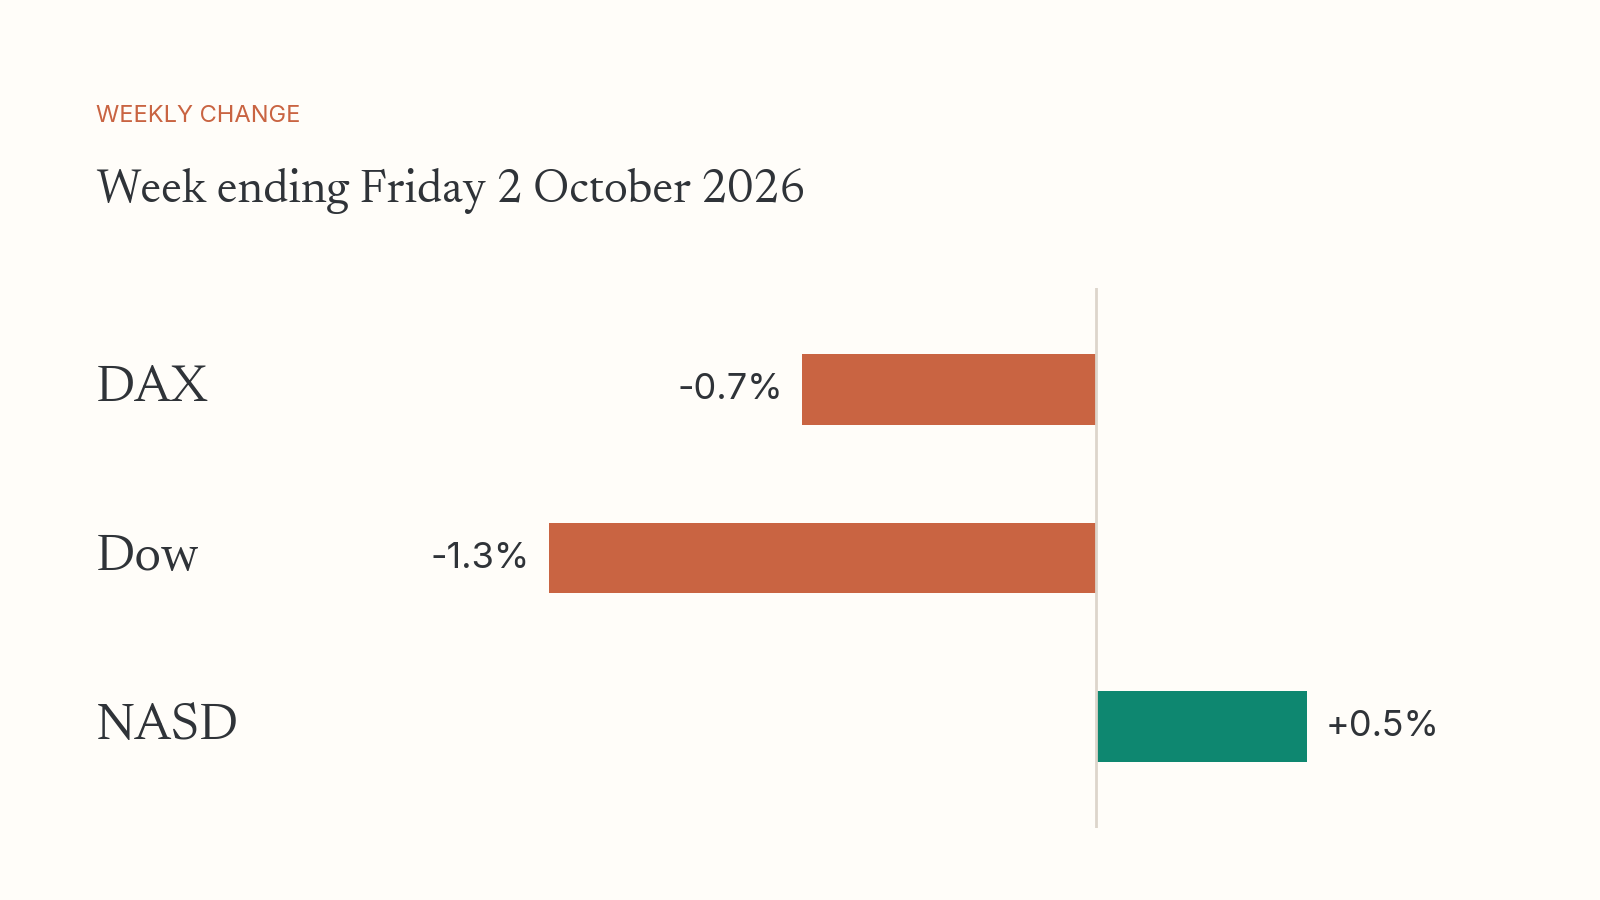 WEEKLY CHANGE
Week ending Friday 2 October 2026
DAX -0.7%
Dow -1.3%
NASD +0.5%